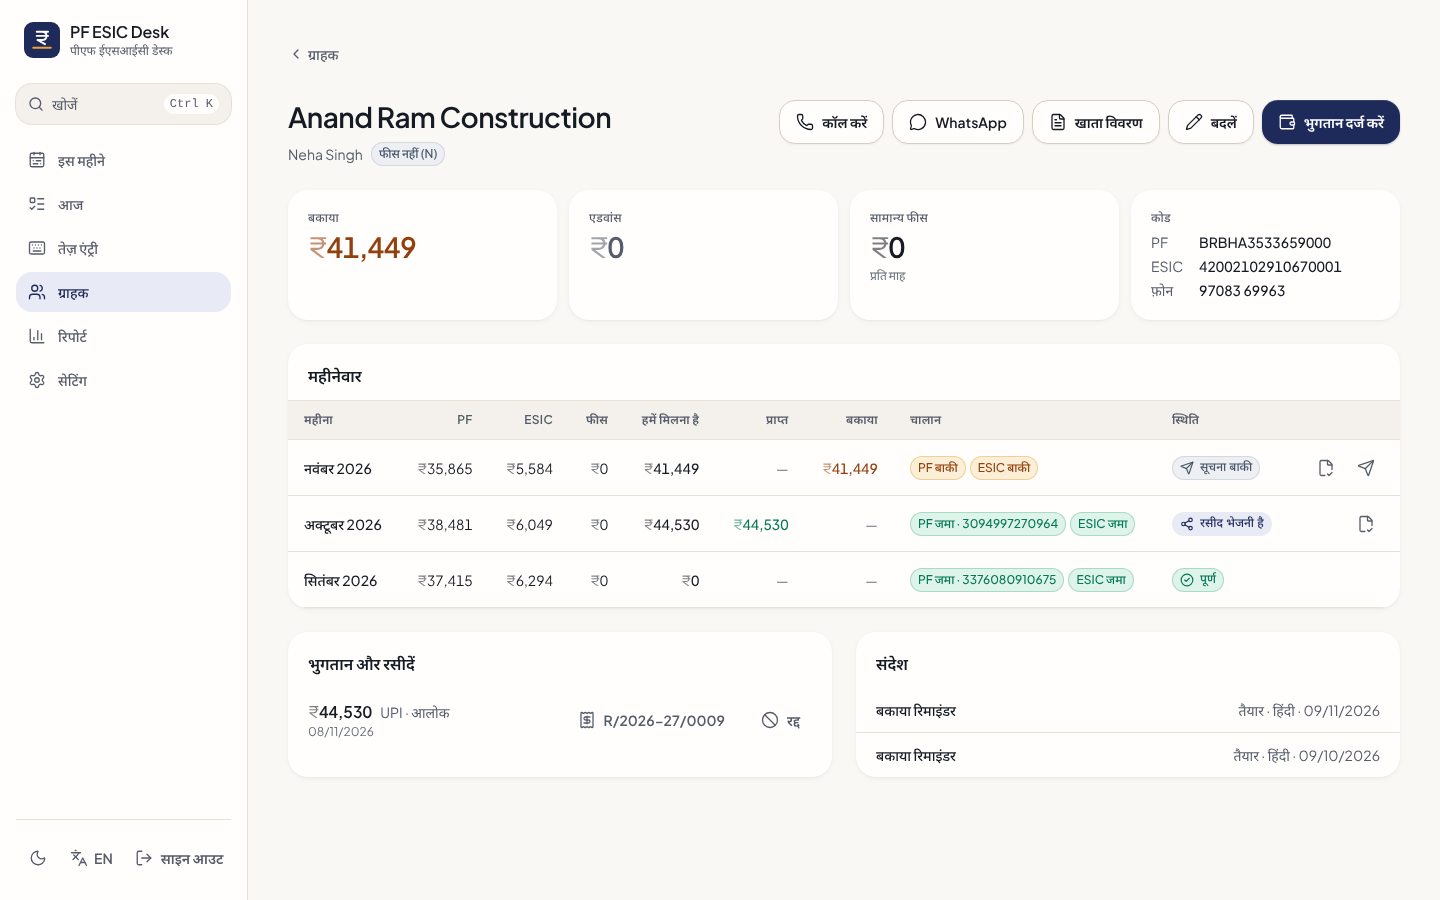 PF ESIC Desk
पीएफ ईएसआईसी डेस्क
खोजें Ctrl K
इस महीने
आज
तेज़ एंट्री
ग्राहक
रिपोर्ट
सेटिंग
EN साइन आउट
ग्राहक
Anand Ram Construction
Neha Singh फीस नहीं (N)
कॉल करें WhatsApp खाता विवरण बदलें भुगतान दर्ज करें
बकाया
₹41,449
एडवांस
₹0
सामान्य फीस
₹0
प्रति माह
कोड
PF BRBHA3533659000
ESIC 42002102910670001
फ़ोन 97083 69963
महीनेवार
महीना PF ESIC फीस हमें मिलना है प्राप्त बकाया चालान स्थिति
नवंबर 2026 ₹35,865 ₹5,584 ₹0 ₹41,449 — ₹41,449 PF बाकी ESIC बाकी सूचना बाकी
अक्टूबर 2026 ₹38,481 ₹6,049 ₹0 ₹44,530 ₹44,530 — PF जमा · 3094997270964 ESIC जमा रसीद भेजनी है
सितंबर 2026 ₹37,415 ₹6,294 ₹0 ₹0 — — PF जमा · 3376080910675 ESIC जमा पूर्ण
भुगतान और रसीदें
₹44,530 UPI · आलोक R/2026-27/0009 रद्द
08/11/2026
संदेश
बकाया रिमाइंडर तैयार · हिंदी · 09/11/2026
बकाया रिमाइंडर तैयार · हिंदी · 09/10/2026